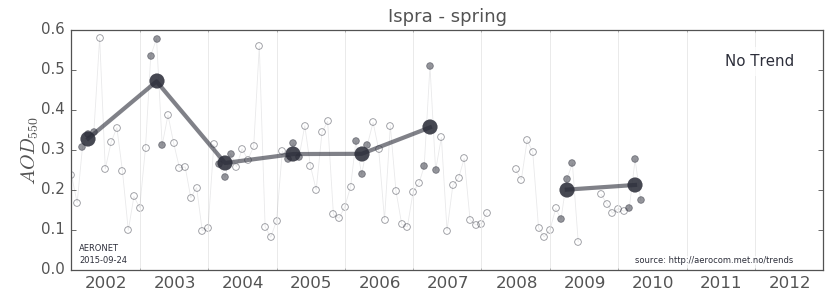 Ispra - spring
0.6
0.5
0.4
0.3
0.2
0.1
0.0
AOD550
No Trend
AERONET
2015-09-24
source: http://aerocom.met.no/trends
2002 2003 2004 2005 2006 2007 2008 2009 2010 2011 2012